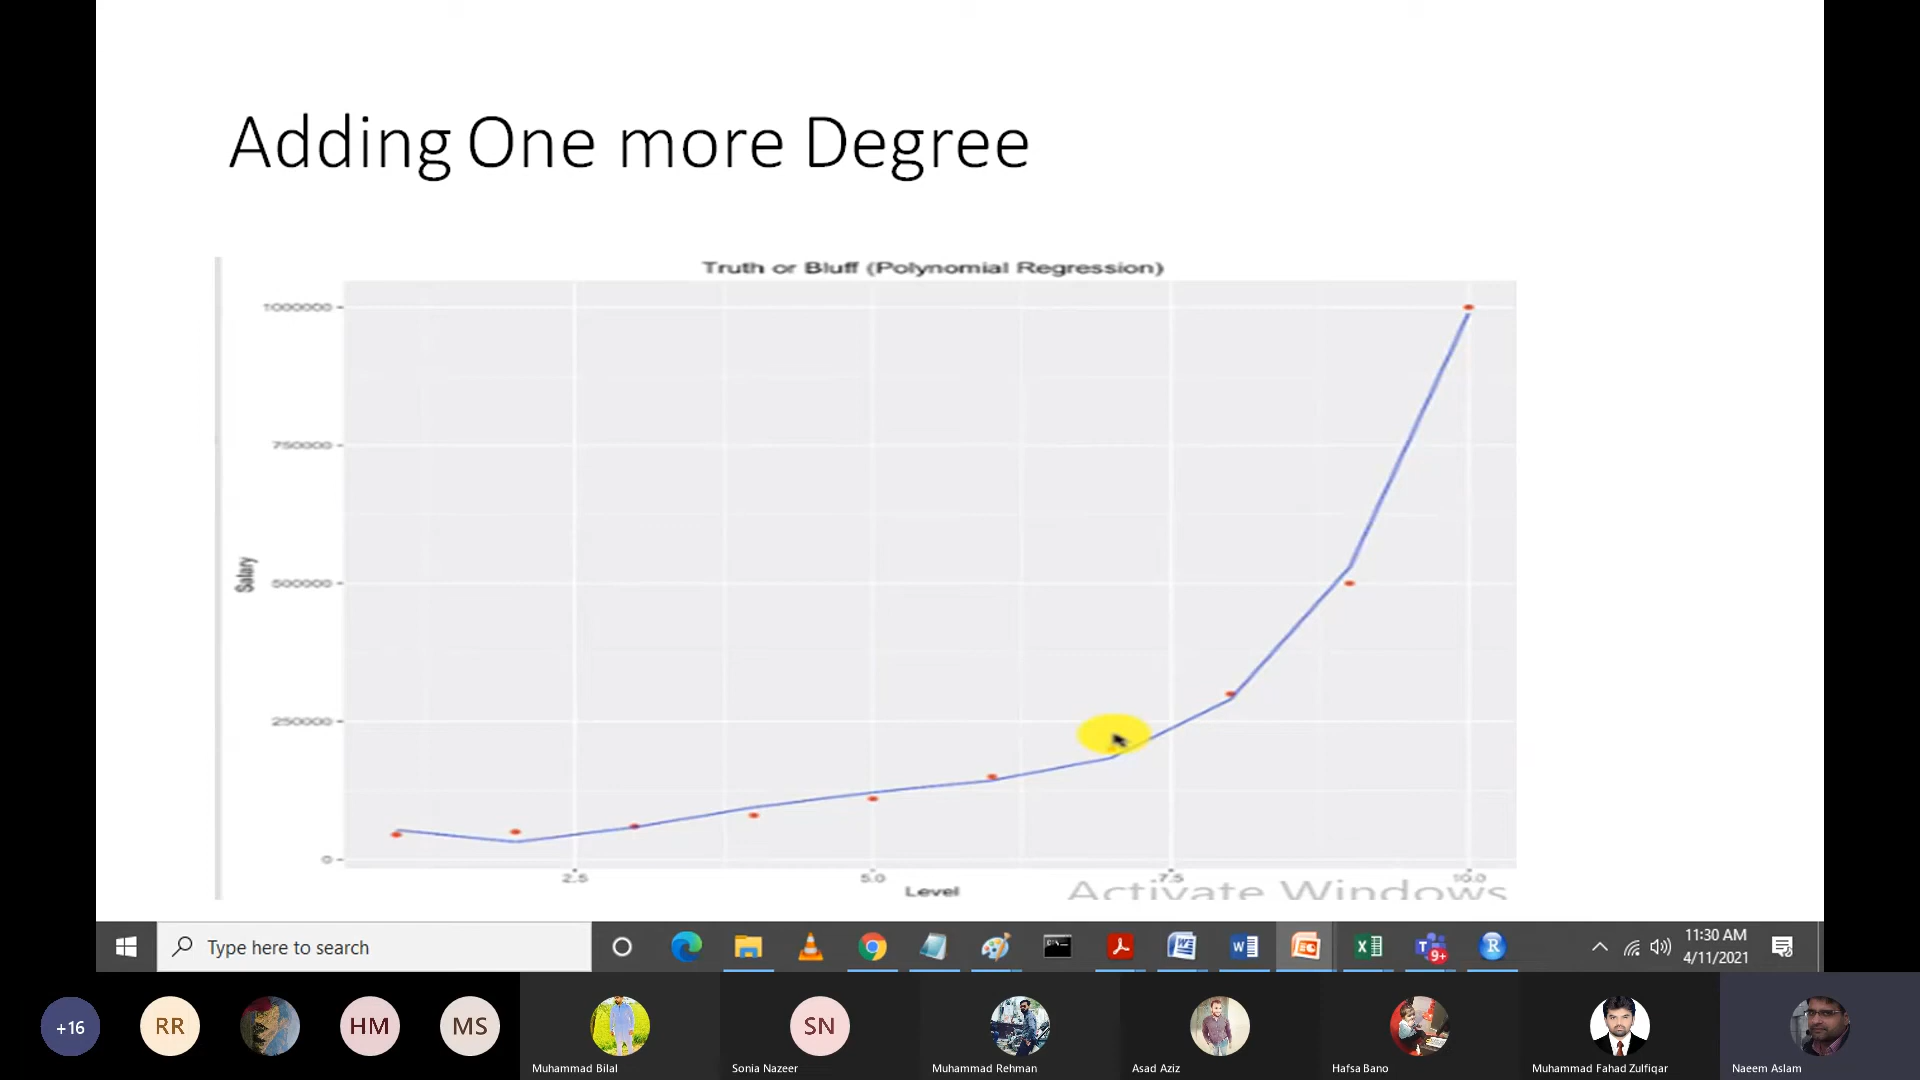 Adding One more Degree
Truth or Bluff (Polynomial Regression)
1000000
750000
Salary
500000
250000
0
2.5
5.0
7.5
10.0
Level
Activate Windows
Type here to search
9+
11:30 AM
4/11/2021
+16
RR
HM
MS
SN
Muhammad Bilal
Sonia Nazeer
Muhammad Rehman
Asad Aziz
Hafsa Bano
Muhammad Fahad Zulfiqar
Naeem Aslam